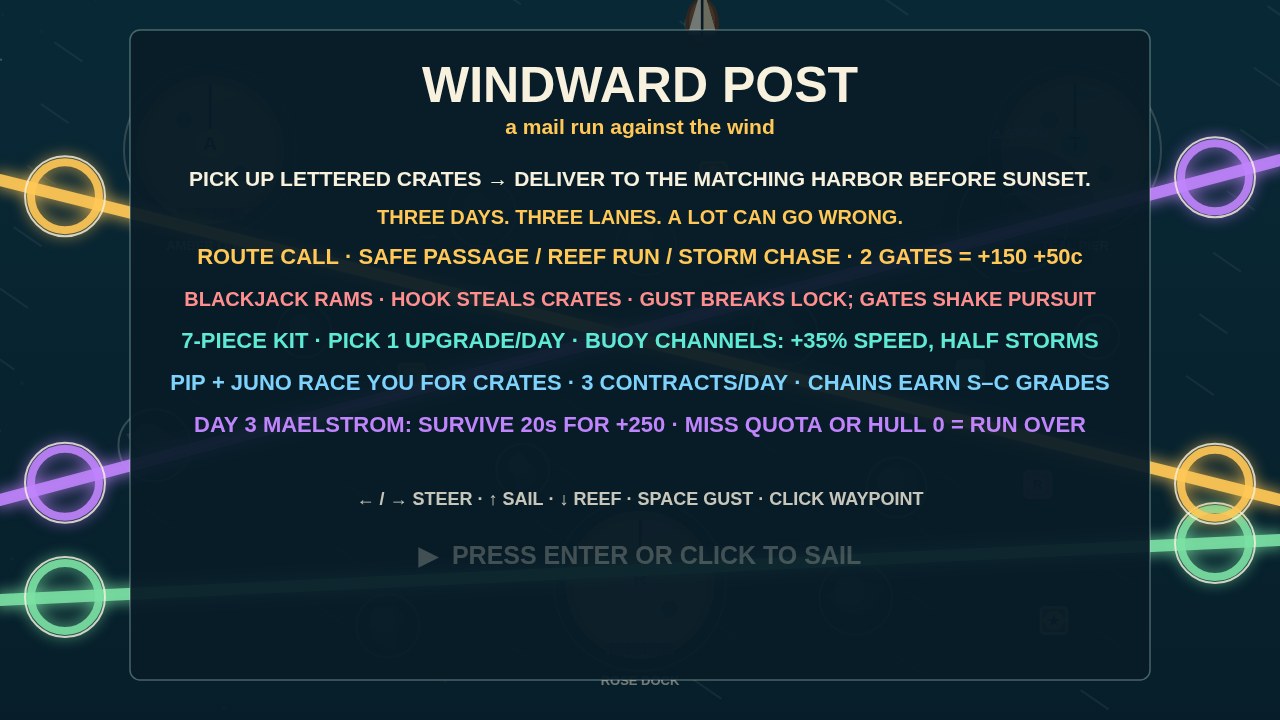 WINDWARD POST
a mail run against the wind
PICK UP LETTERED CRATES → DELIVER TO THE MATCHING HARBOR BEFORE SUNSET.
THREE DAYS. THREE LANES. A LOT CAN GO WRONG.
ROUTE CALL · SAFE PASSAGE / REEF RUN / STORM CHASE · 2 GATES = +150 +50c
BLACKJACK RAMS · HOOK STEALS CRATES · GUST BREAKS LOCK; GATES SHAKE PURSUIT
7-PIECE KIT · PICK 1 UPGRADE/DAY · BUOY CHANNELS: +35% SPEED, HALF STORMS
PIP + JUNO RACE YOU FOR CRATES · 3 CONTRACTS/DAY · CHAINS EARN S–C GRADES
DAY 3 MAELSTROM: SURVIVE 20s FOR +250 · MISS QUOTA OR HULL 0 = RUN OVER
← / → STEER · ↑ SAIL · ↓ REEF · SPACE GUST · CLICK WAYPOINT
▶ PRESS ENTER OR CLICK TO SAIL
ROSE DOCK